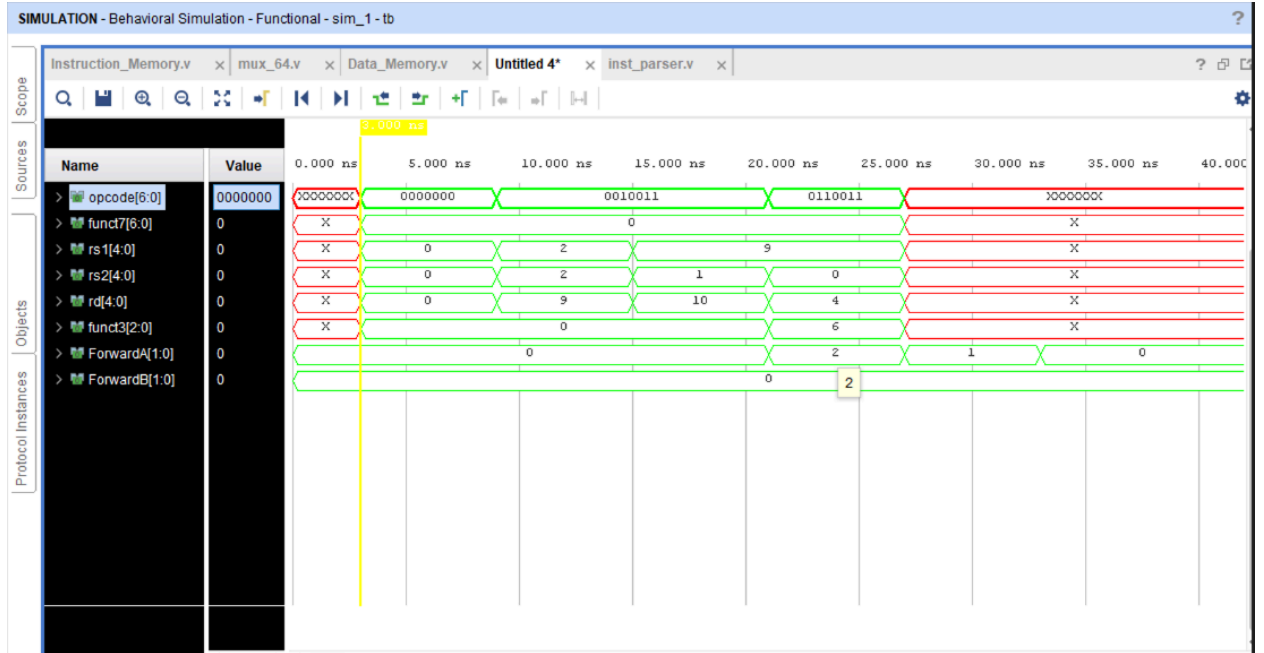 SIMULATION - Behavioral Simulation - Functional - sim_1 - tb ?
Scope
Sources
Objects
Protocol Instances
Instruction_Memory.v x mux_64.v x Data_Memory.v x Untitled 4* x inst_parser.v x ?
3.000 ns
Name Value 0.000 ns 5.000 ns 10.000 ns 15.000 ns 20.000 ns 25.000 ns 30.000 ns 35.000 ns 40.000
opcode[6:0] 0000000 XXXXXXX 0000000 0010011 0110011 XXXXXXX
funct7[6:0] 0 X 0 X
rs1[4:0] 0 X 0 2 9 X
rs2[4:0] 0 X 0 2 1 0 X
rd[4:0] 0 X 0 9 10 4 X
funct3[2:0] 0 X 0 6 X
ForwardA[1:0] 0 0 2 1 0
ForwardB[1:0] 0 0
2